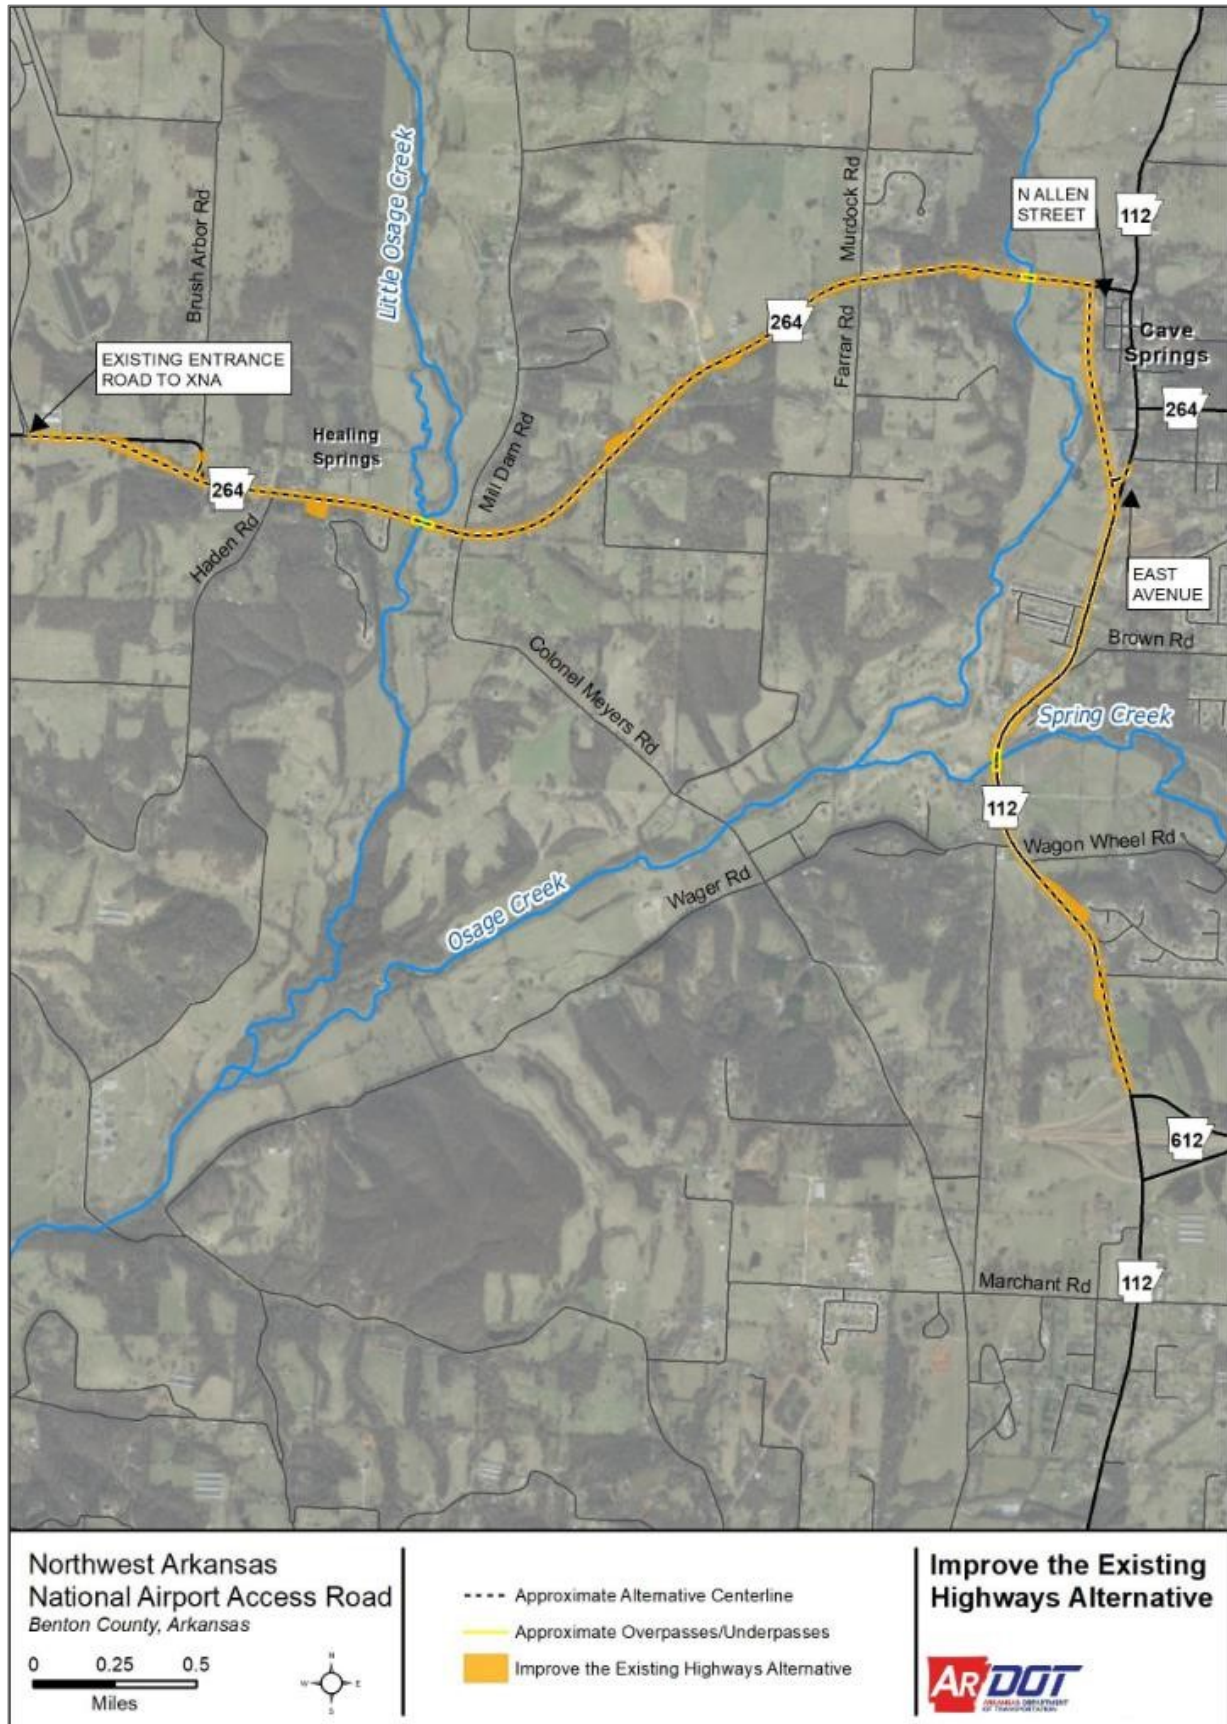 Little Osage Creek
Brush Arbor Rd
Murdock Rd
N ALLEN
STREET
112
264
Farrar Rd
Cave
Springs
EXISTING ENTRANCE
ROAD TO XNA
264
Healing
Springs
Mill Dam Rd
264
Haden Rd
EAST
AVENUE
Brown Rd
Colonel Meyers Rd
Spring Creek
112
Wagon Wheel Rd
Wager Rd
Osage Creek
612
Marchant Rd
112
Northwest Arkansas
National Airport Access Road
Benton County, Arkansas
0 0.25 0.5
Miles
N
W E
S
Approximate Alternative Centerline
Approximate Overpasses/Underpasses
Improve the Existing Highways Alternative
Improve the Existing
Highways Alternative
ARDOT
ARKANSAS DEPARTMENT
OF TRANSPORTATION